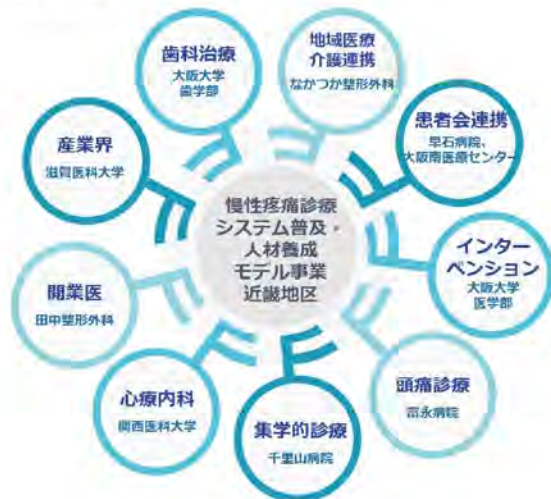 歯科治療
大阪大学
歯学部
地域医療
介護連携
なかつか整形外科
患者会連携
早石病院、
大阪南医療センター
産業界
滋賀医科大学
慢性疼痛診療
システム普及・
人材養成
モデル事業
近畿地区
インター
ベンション
大阪大学
医学部
開業医
田中整形外科
頭痛診療
富永病院
心療内科
関西医科大学
集学的診療
千里山病院